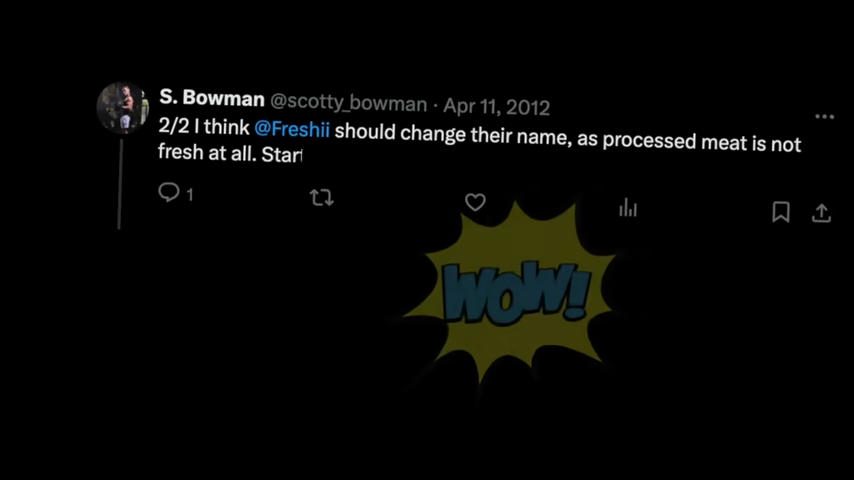 S. Bowman @scotty_bowman · Apr 11, 2012
2/2 I think @Freshii should change their name, as processed meat is not
fresh at all. Start
1
WOW!